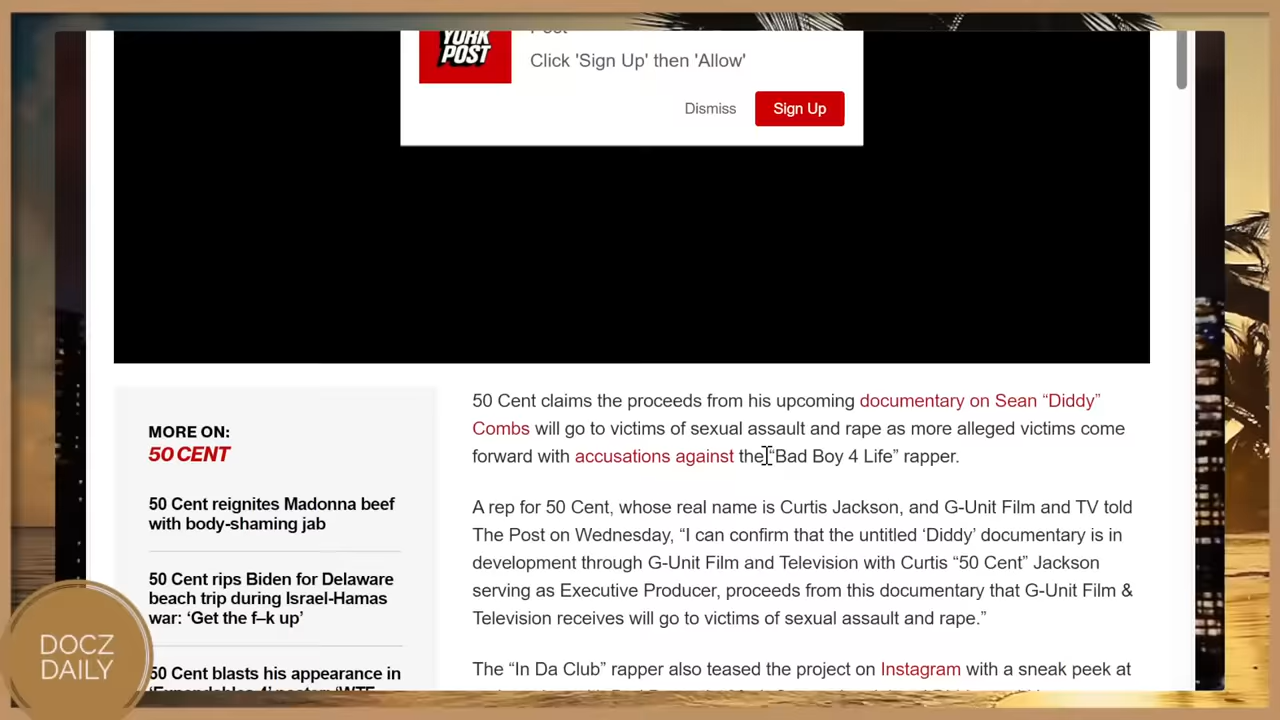 YORK
POST
Click 'Sign Up' then 'Allow'
Dismiss
Sign Up
MORE ON:
50 CENT
50 Cent reignites Madonna beef
with body-shaming jab
50 Cent rips Biden for Delaware
beach trip during Israel-Hamas
war: ‘Get the f–k up’
50 Cent blasts his appearance in
50 Cent claims the proceeds from his upcoming documentary on Sean “Diddy”
Combs will go to victims of sexual assault and rape as more alleged victims come
forward with accusations against the “Bad Boy 4 Life” rapper.
A rep for 50 Cent, whose real name is Curtis Jackson, and G-Unit Film and TV told
The Post on Wednesday, “I can confirm that the untitled ‘Diddy’ documentary is in
development through G-Unit Film and Television with Curtis “50 Cent” Jackson
serving as Executive Producer, proceeds from this documentary that G-Unit Film &
Television receives will go to victims of sexual assault and rape.”
The “In Da Club” rapper also teased the project on Instagram with a sneak peek at
DOCZ
DAILY